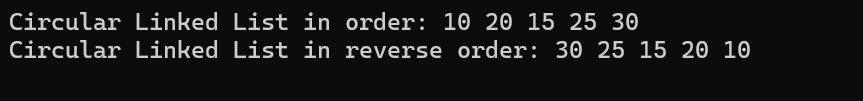 Circular Linked List in order: 10 20 15 25 30
Circular Linked List in reverse order: 30 25 15 20 10